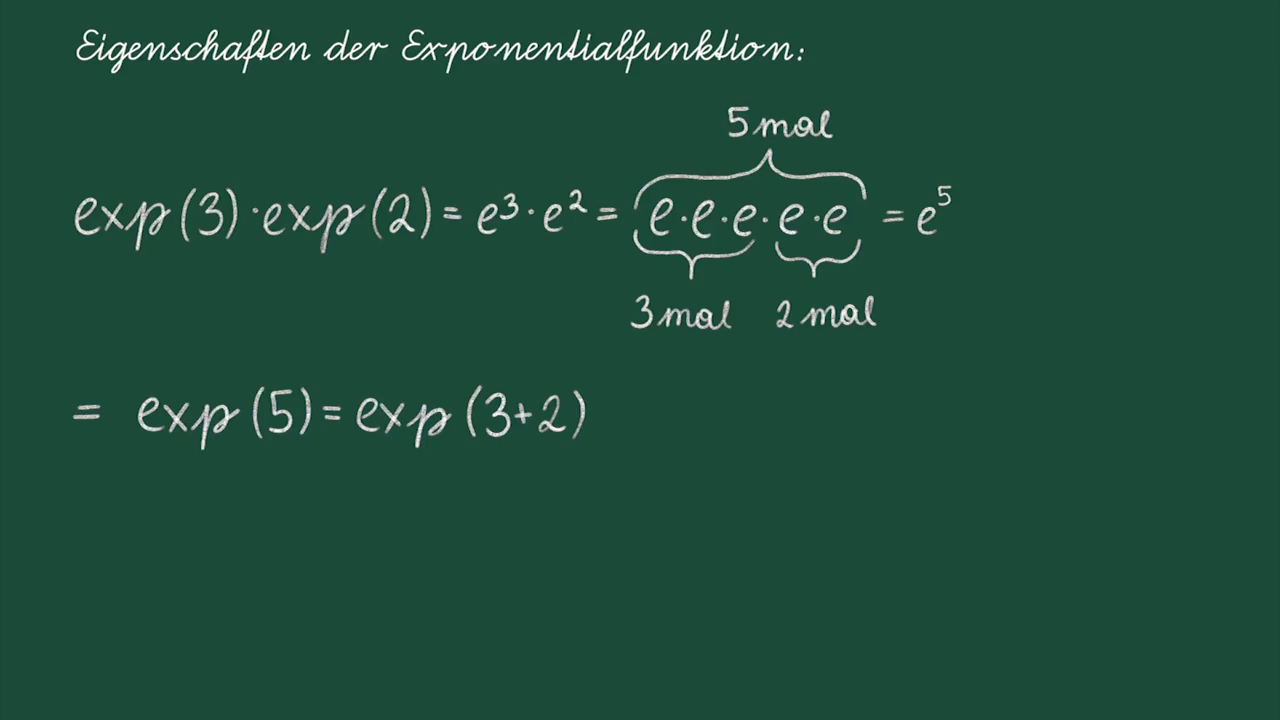 Eigenschaften der Exponentialfunktion:
5 mal
exp(3)·exp(2) = e³·e² = e·e·e·e·e = e⁵
3 mal 2 mal
= exp(5) = exp(3+2)